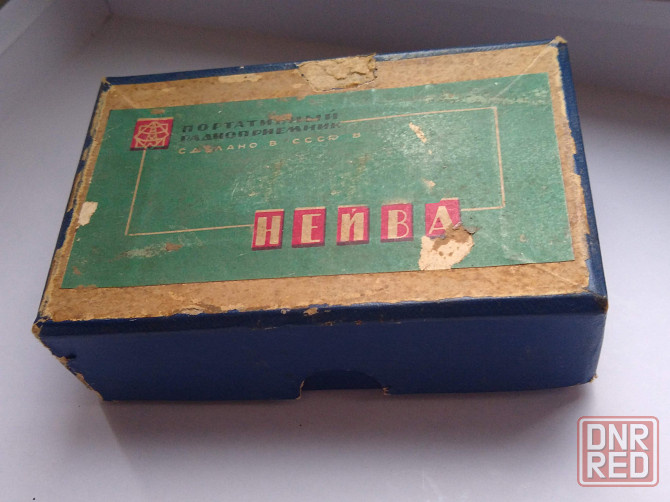 ПОРТАТИВНЫЙ
РАДИОПРИЕМНИК
СДЕЛАНО В СССР
НЕЙВА
DNR
RED